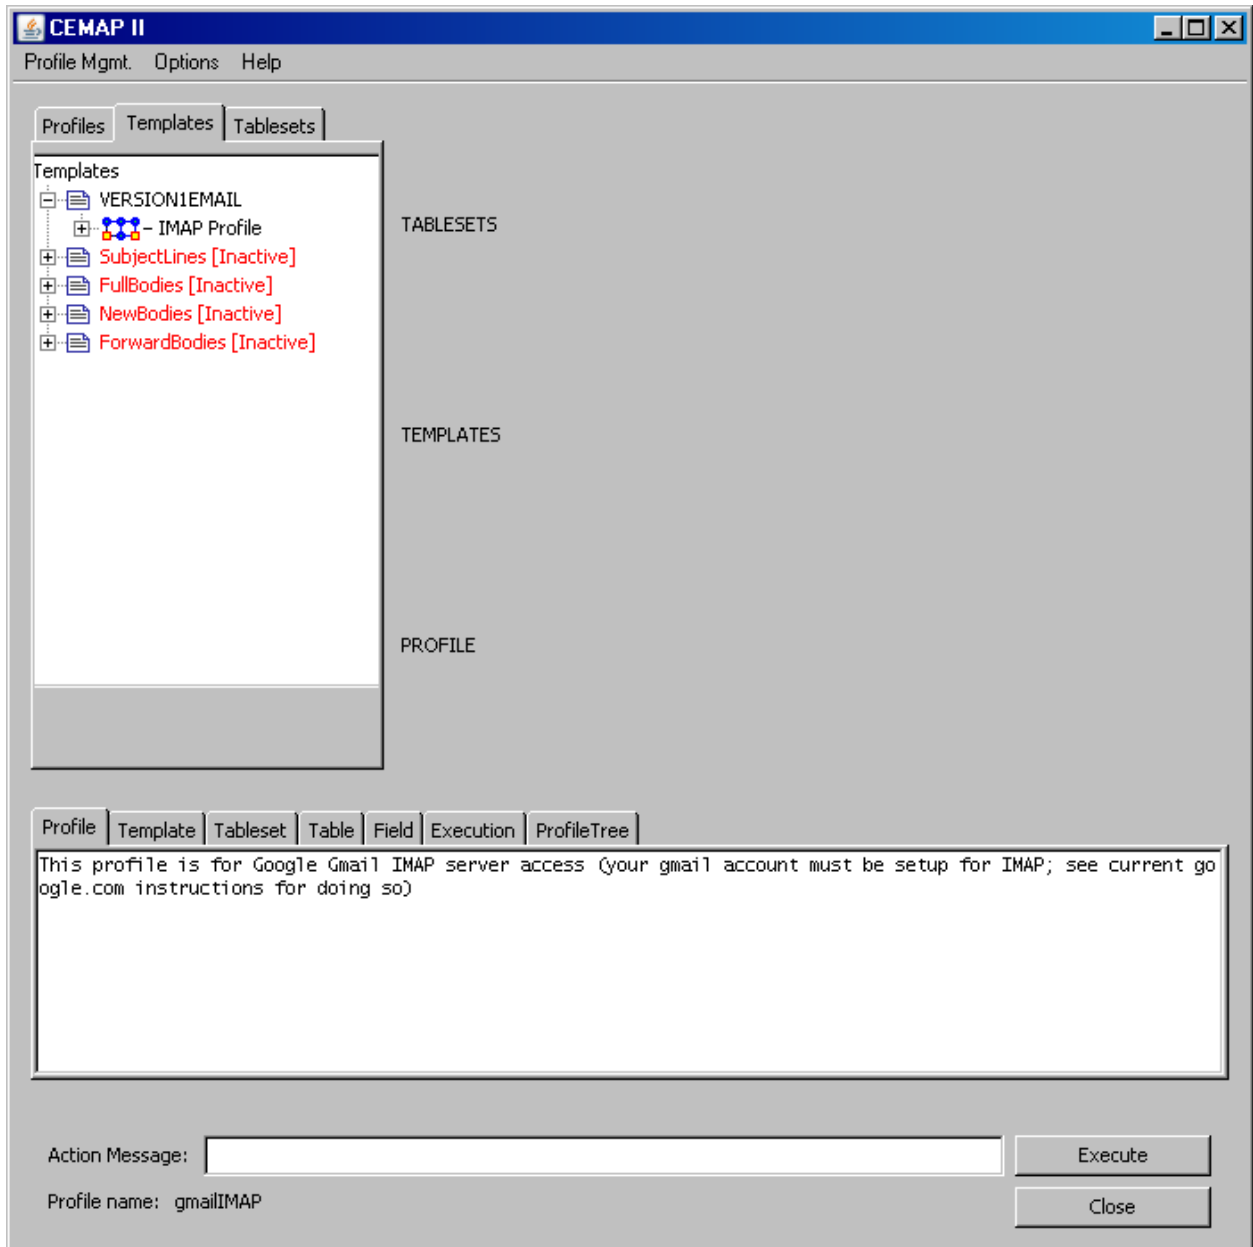 CEMAP II
Profile Mgmt. Options Help
Profiles Templates Tablesets
Templates
VERSION1EMAIL
IMAP Profile
SubjectLines [Inactive]
FullBodies [Inactive]
NewBodies [Inactive]
ForwardBodies [Inactive]
TABLESETS
TEMPLATES
PROFILE
Profile Template Tableset Table Field Execution ProfileTree
This profile is for Google Gmail IMAP server access (your gmail account must be setup for IMAP; see current go
ogle.com instructions for doing so)
Action Message: Execute
Profile name: gmailIMAP Close